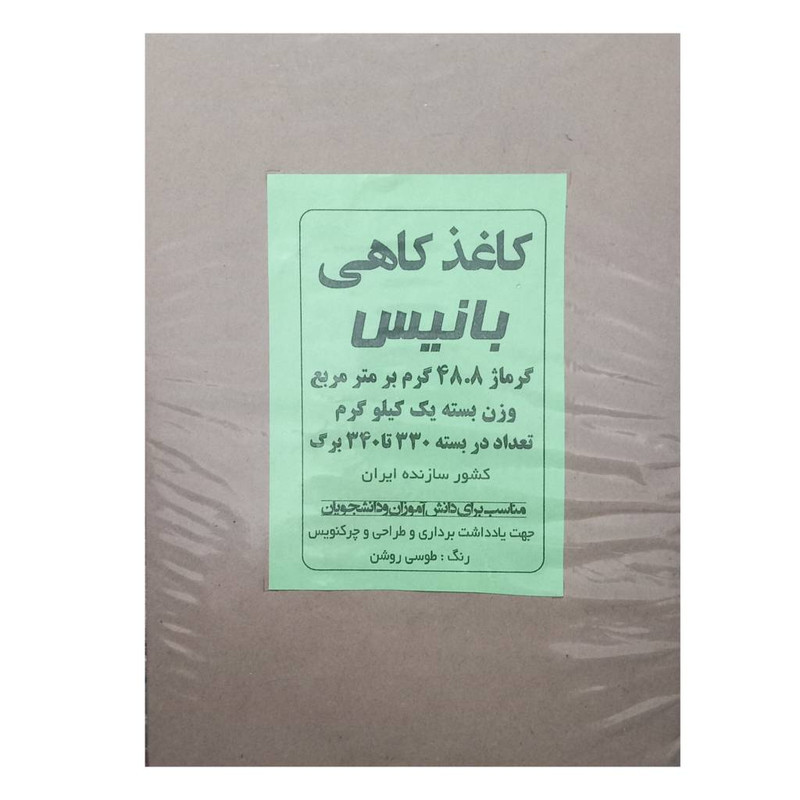 کاغذ کاهی
بانیس
گرماژ ۴۸.۸ گرم بر متر مربع
وزن بسته یک کیلو گرم
تعداد در بسته ۳۳۰ تا ۳۴۰ برگ
کشور سازنده ایران
مناسب برای دانش آموزان و دانشجویان
جهت یادداشت برداری و طراحی و چرکنویس
رنگ : طوسی روشن